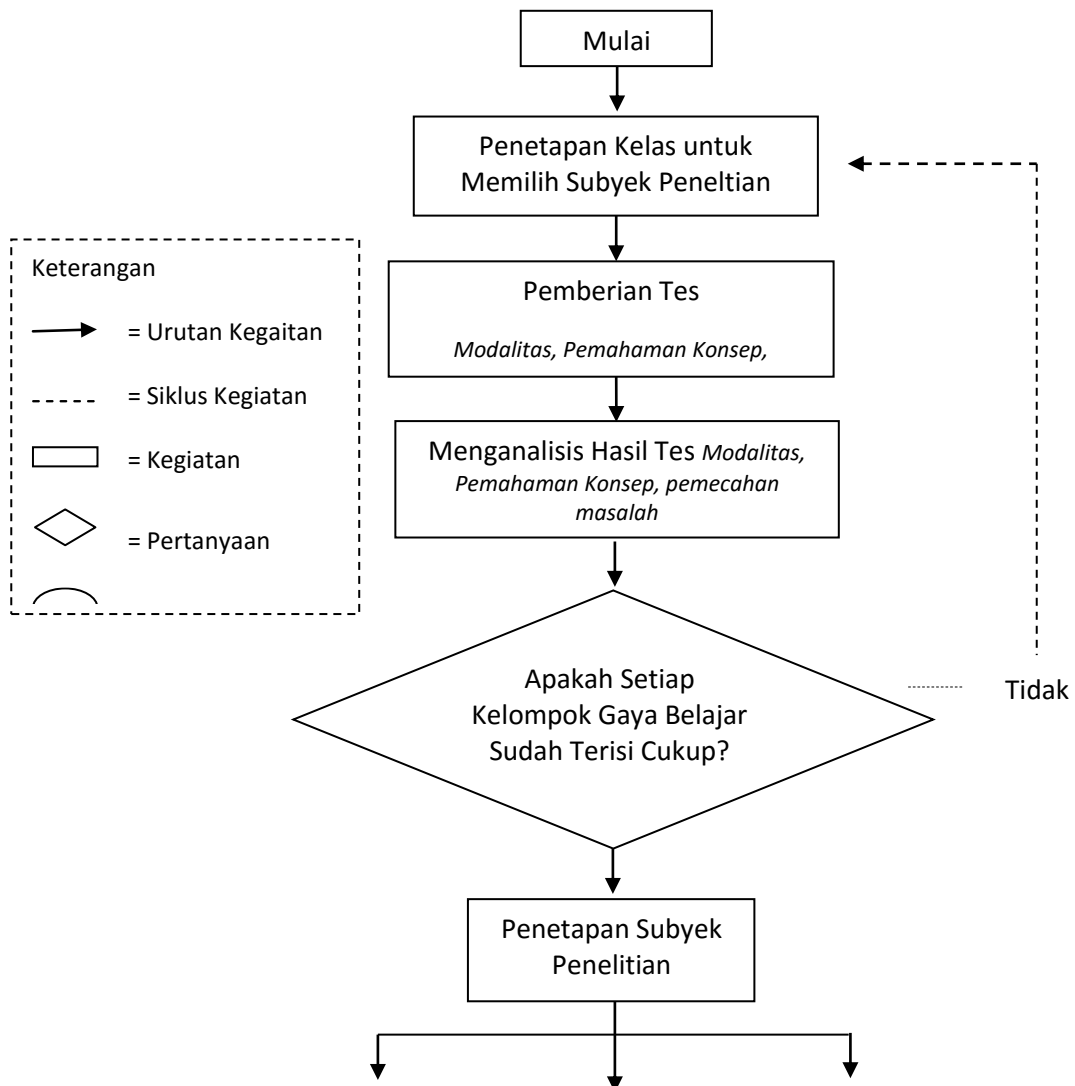 Mulai
Penetapan Kelas untuk
Memilih Subyek Peneltian
Keterangan
= Urutan Kegaitan
= Siklus Kegiatan
= Kegiatan
= Pertanyaan
Pemberian Tes
Modalitas, Pemahaman Konsep,
Menganalisis Hasil Tes Modalitas,
Pemahaman Konsep, pemecahan
masalah
Apakah Setiap
Kelompok Gaya Belajar
Sudah Terisi Cukup?
Tidak
Penetapan Subyek
Penelitian